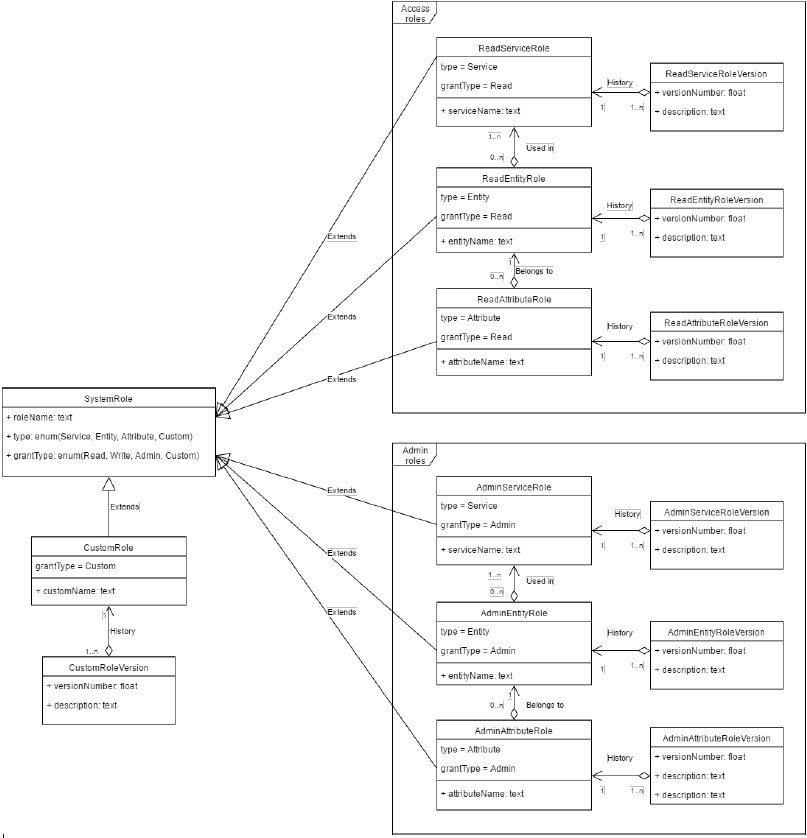 Access
roles
ReadServiceRole
type = Service
grantType = Read
+ serviceName: text
History
1
1..n
ReadServiceRoleVersion
+ versionNumber: float
+ description: text
1..n
Used in
0..n
ReadEntityRole
type = Entity
grantType = Read
+ entityName: text
History
1
1..n
ReadEntityRoleVersion
+ versionNumber: float
+ description: text
1
Belongs to
0..n
ReadAttributeRole
type = Attribute
grantType = Read
+ attributeName: text
History
1
1..n
ReadAttributeRoleVersion
+ versionNumber: float
+ description: text
Extends
Extends
Extends
SystemRole
+ roleName: text
+ type: enum(Service, Entity, Attribute, Custom)
+ grantType: enum(Read, Write, Admin, Custom)
Extends
CustomRole
grantType = Custom
+ customName: text
1
History
1..n
CustomRoleVersion
+ versionNumber: float
+ description: text
Extends
Extends
Extends
Admin
roles
AdminServiceRole
type = Service
grantType = Admin
+ serviceName: text
History
1
1..n
AdminServiceRoleVersion
+ versionNumber: float
+ description: text
1..n
Used in
0..n
AdminEntityRole
type = Entity
grantType = Admin
+ entityName: text
History
1
1..n
AdminEntityRoleVersion
+ versionNumber: float
+ description: text
1
0..n
Belongs to
AdminAttributeRole
type = Attribute
grantType = Admin
+ attributeName: text
History
1
1..n
AdminAttributeRoleVersion
+ versionNumber: float
+ description: text
+ description: text